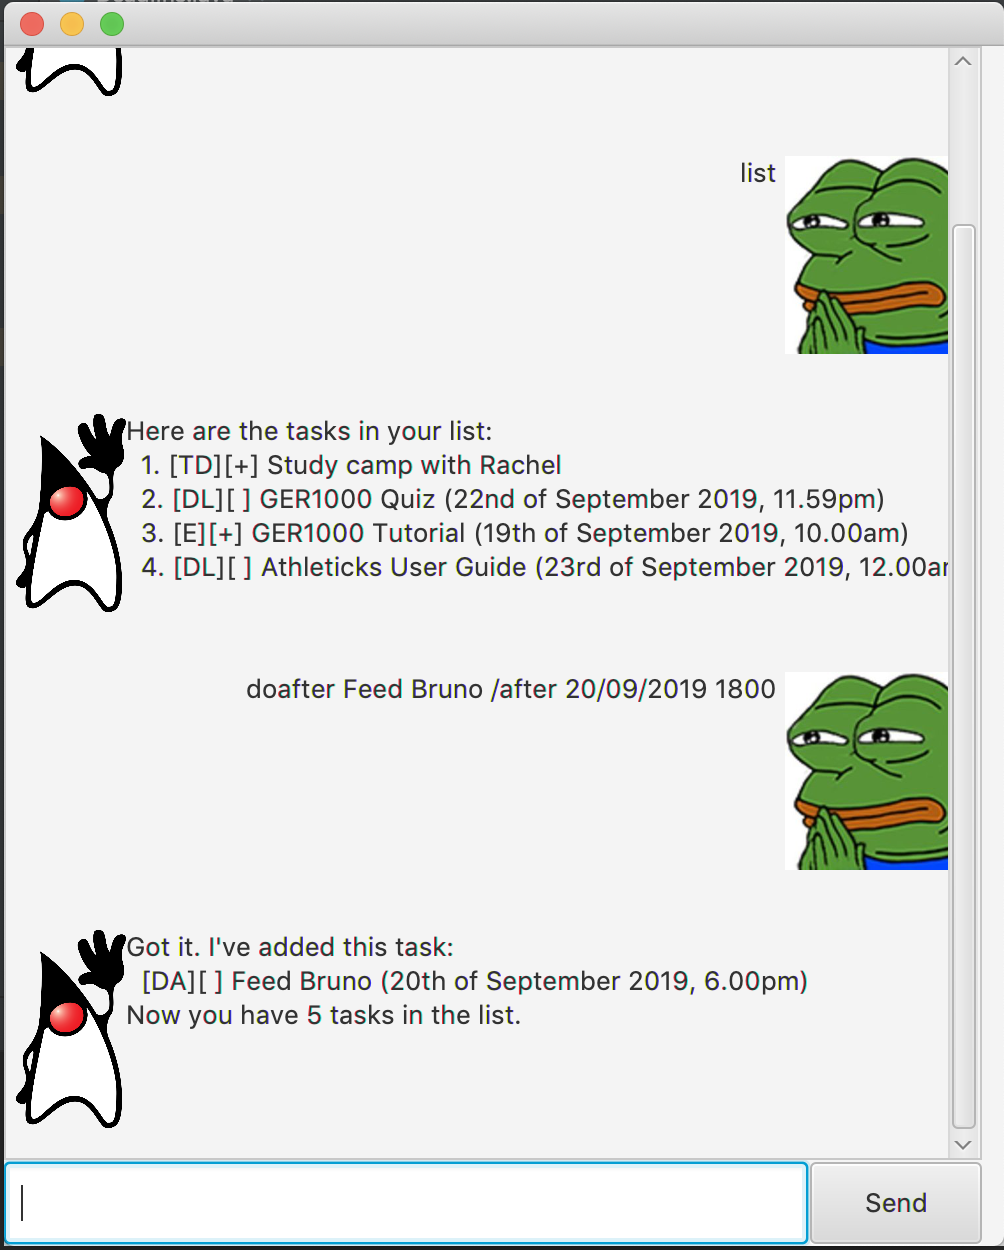 list
Here are the tasks in your list:
1. [TD][+] Study camp with Rachel
2. [DL][ ] GER1000 Quiz (22nd of September 2019, 11.59pm)
3. [E][+] GER1000 Tutorial (19th of September 2019, 10.00am)
4. [DL][ ] Athleticks User Guide (23rd of September 2019,
doafter Feed Bruno /after 20/09/2019 1800
Got it. I've added this task:
[DA][ ] Feed Bruno (20th of September 2019, 6.00pm)
Now you have 5 tasks in the list.
Send